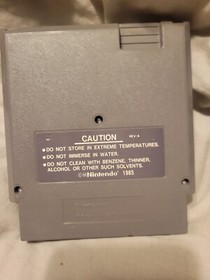 CAUTION REV-A
● DO NOT STORE IN EXTREME TEMPERATURES.
● DO NOT IMMERSE IN WATER.
● DO NOT CLEAN WITH BENZENE, THINNER,
ALCOHOL OR OTHER SUCH SOLVENTS.
©Nintendo 1985